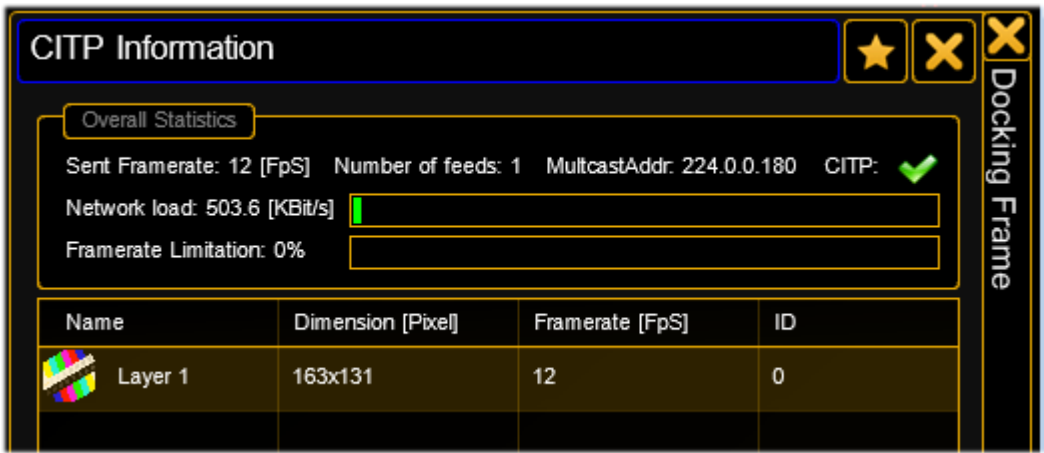 CITP Information
Overall Statistics
Sent Framerate: 12 [FpS] Number of feeds: 1 MultcastAddr: 224.0.0.180 CITP:
Network load: 503.6 [KBit/s]
Framerate Limitation: 0%
Name Dimension [Pixel] Framerate [FpS] ID
Layer 1 163x131 12 0
Docking Frame